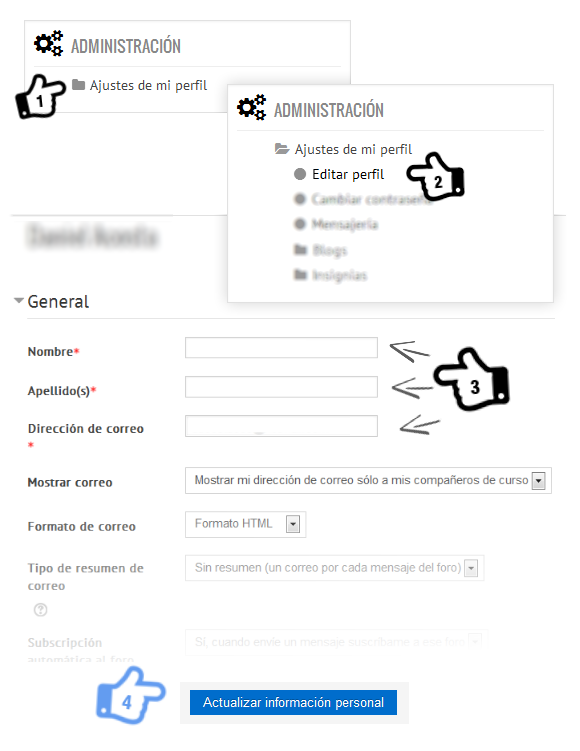 ADMINISTRACIÓN
1
Ajustes de mi perfil
ADMINISTRACIÓN
Ajustes de mi perfil
Editar perfil
2
Cambiar contraseña
Mensajería
Blogs
Insignias
General
Nombre*
Apellido(s)*
3
Dirección de correo
*
Mostrar correo
Mostrar mi dirección de correo sólo a mis compañeros de curso
Formato de correo
Formato HTML
Tipo de resumen de
correo
Sin resumen (un correo por cada mensaje del foro)
Subscripción
automática al foro
Sí, cuando envíe un mensaje suscríbame a ese foro
4
Actualizar información personal